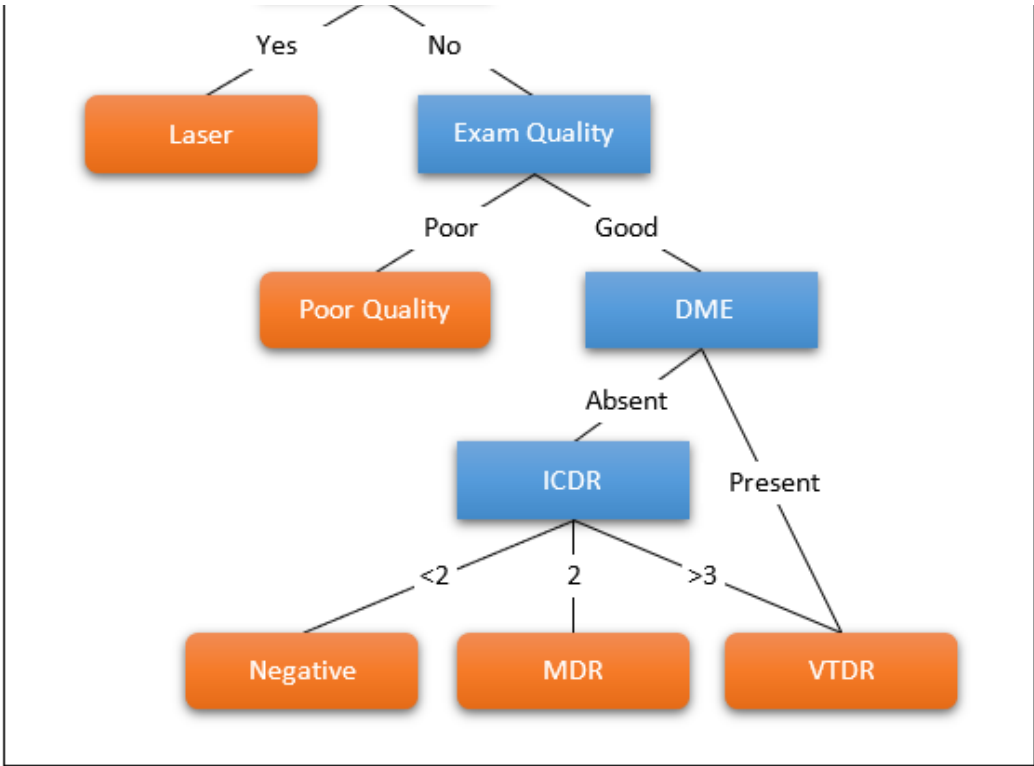 Yes
No
Laser
Exam Quality
Poor
Good
Poor Quality
DME
Absent
ICDR
Present
<2
2
>3
Negative
MDR
VTDR